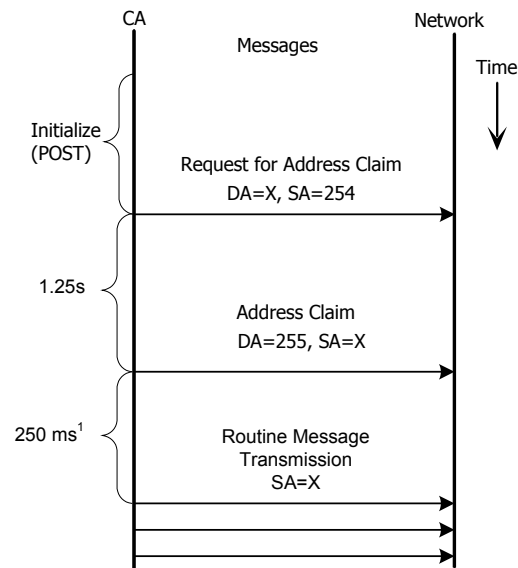 CA
Network
Messages
Time
Initialize
(POST)
Request for Address Claim
DA=X, SA=254
1.25s
Address Claim
DA=255, SA=X
250 ms¹
Routine Message
Transmission
SA=X